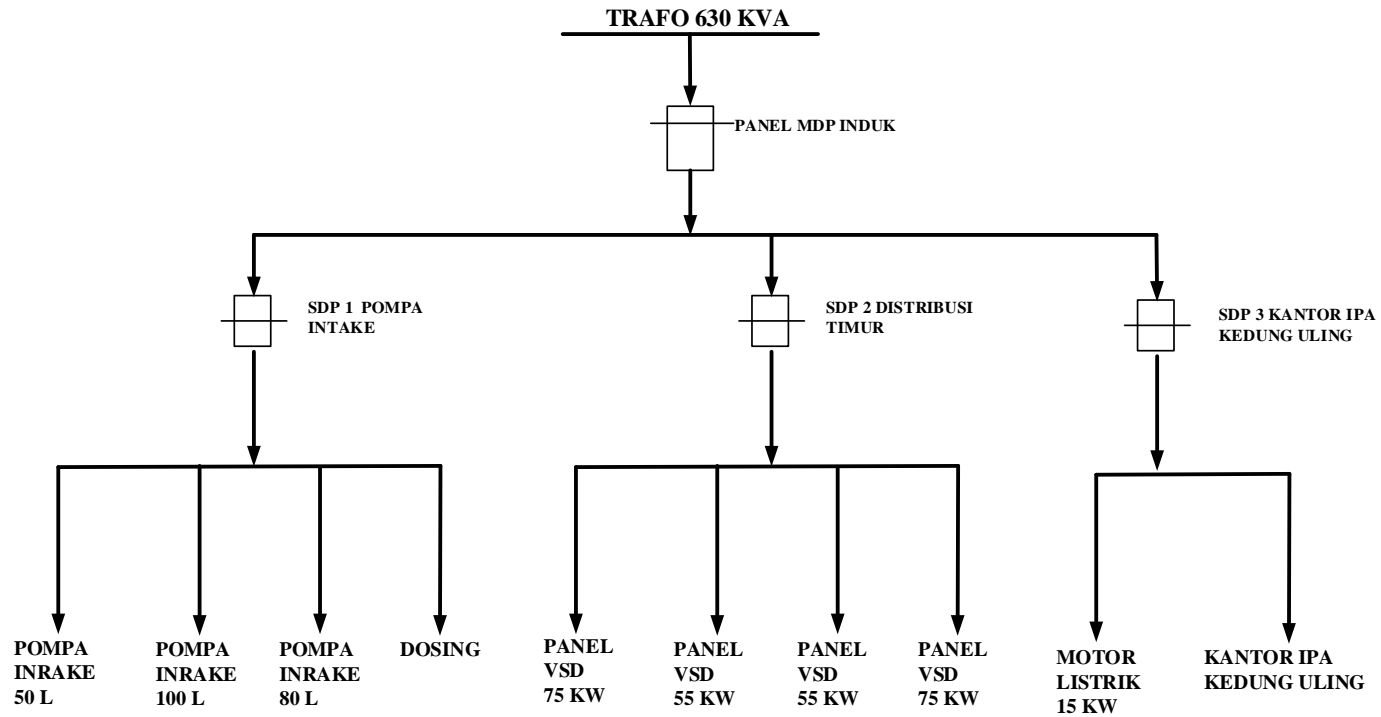 TRAFO 630 KVA
PANEL MDP INDUK
SDP 1 POMPA
INTAKE
SDP 2 DISTRIBUSI
TIMUR
SDP 3 KANTOR IPA
KEDUNG ULING
POMPA
INRAKE
50 L
POMPA
INRAKE
100 L
POMPA
INRAKE
80 L
DOSING
PANEL
VSD
75 KW
PANEL
VSD
55 KW
PANEL
VSD
55 KW
PANEL
VSD
75 KW
MOTOR
LISTRIK
15 KW
KANTOR IPA
KEDUNG ULING